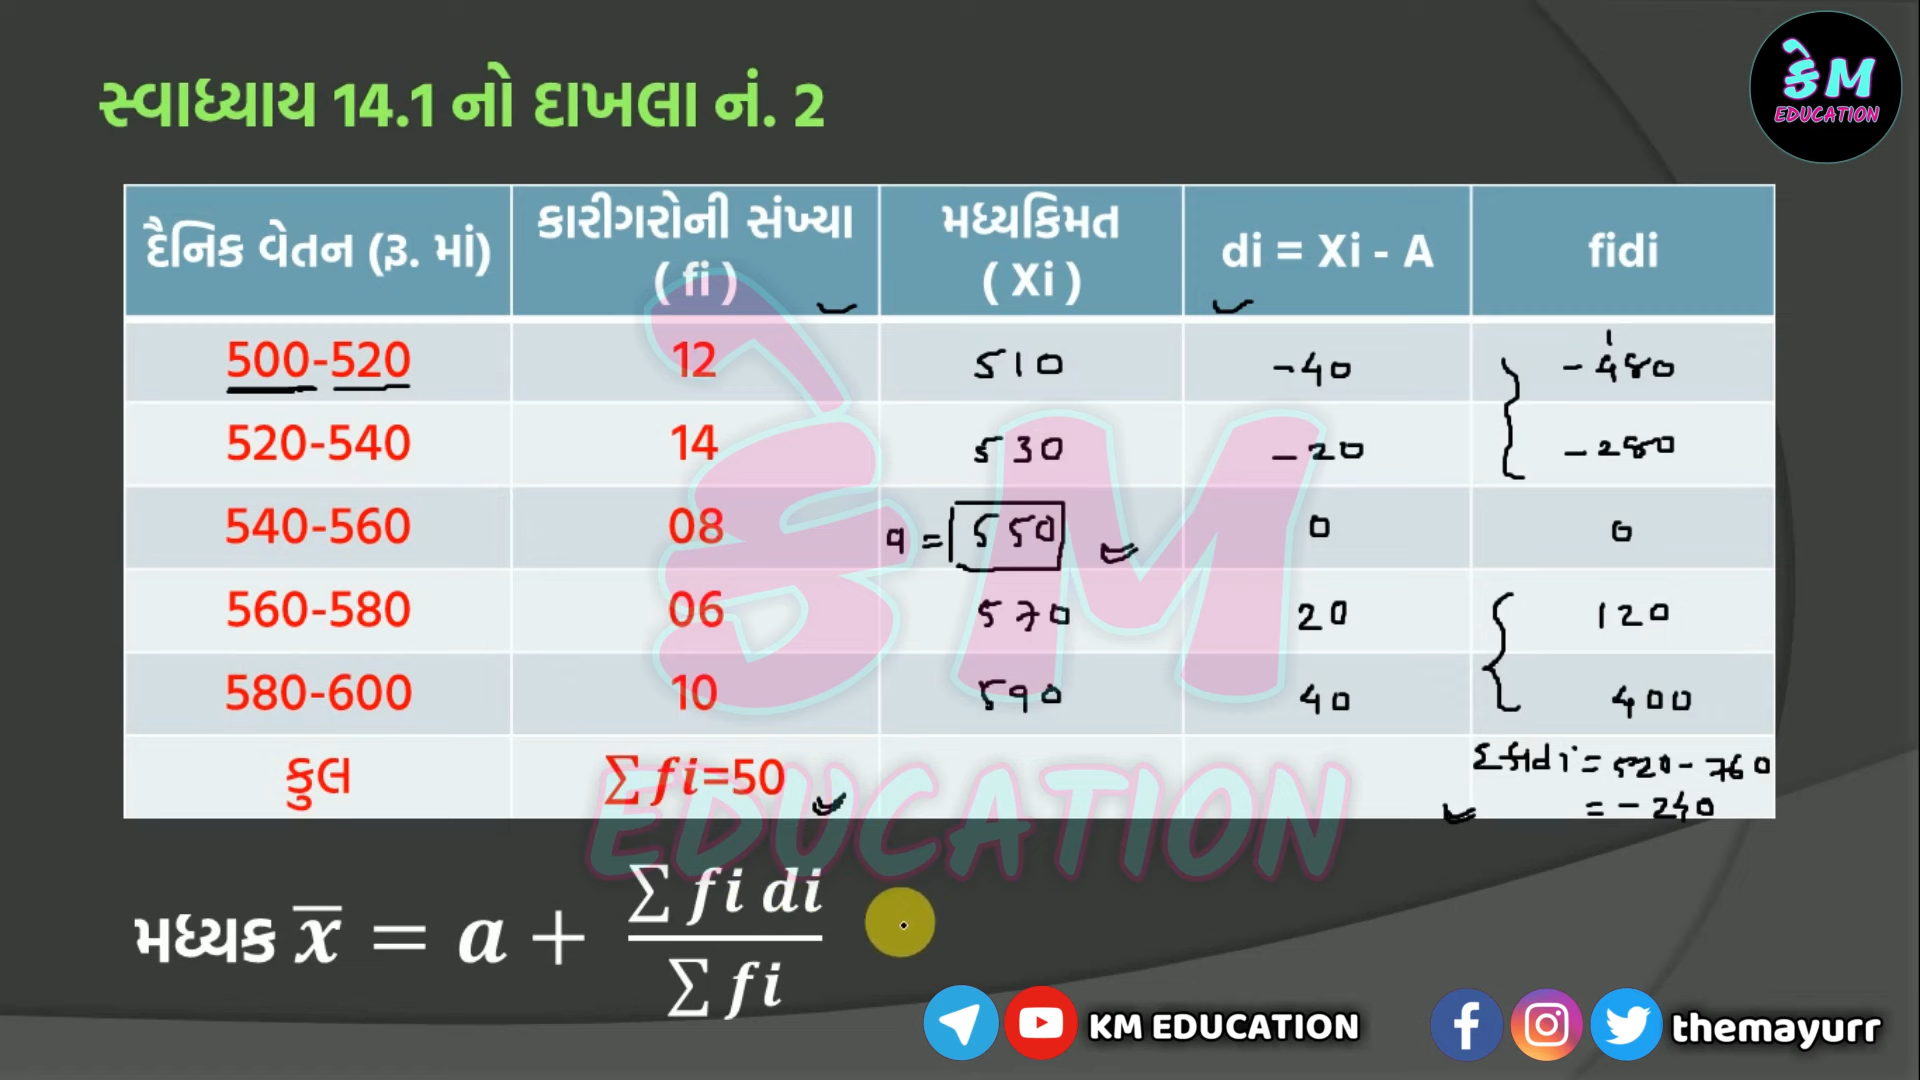 કેM
EDUCATION
સ્વાધ્યાય 14.1 નો દાખલા નં. 2
દૈનિક વેતન (રૂ. માં) કારીગરોની સંખ્યા ( fi ) મધ્યકિમત ( Xi ) di = Xi - A fidi
500-520 12 510 -40 -480
520-540 14 530 -20 -280
540-560 08 a = 550 0 0
560-580 06 570 20 120
580-600 10 590 40 400
કુલ ∑ fi=50 Σfidi = 520-760
= -240
કેM
EDUCATION
મધ્યક x̅ = a + ∑ fi di / ∑ fi
KM EDUCATION themayurr